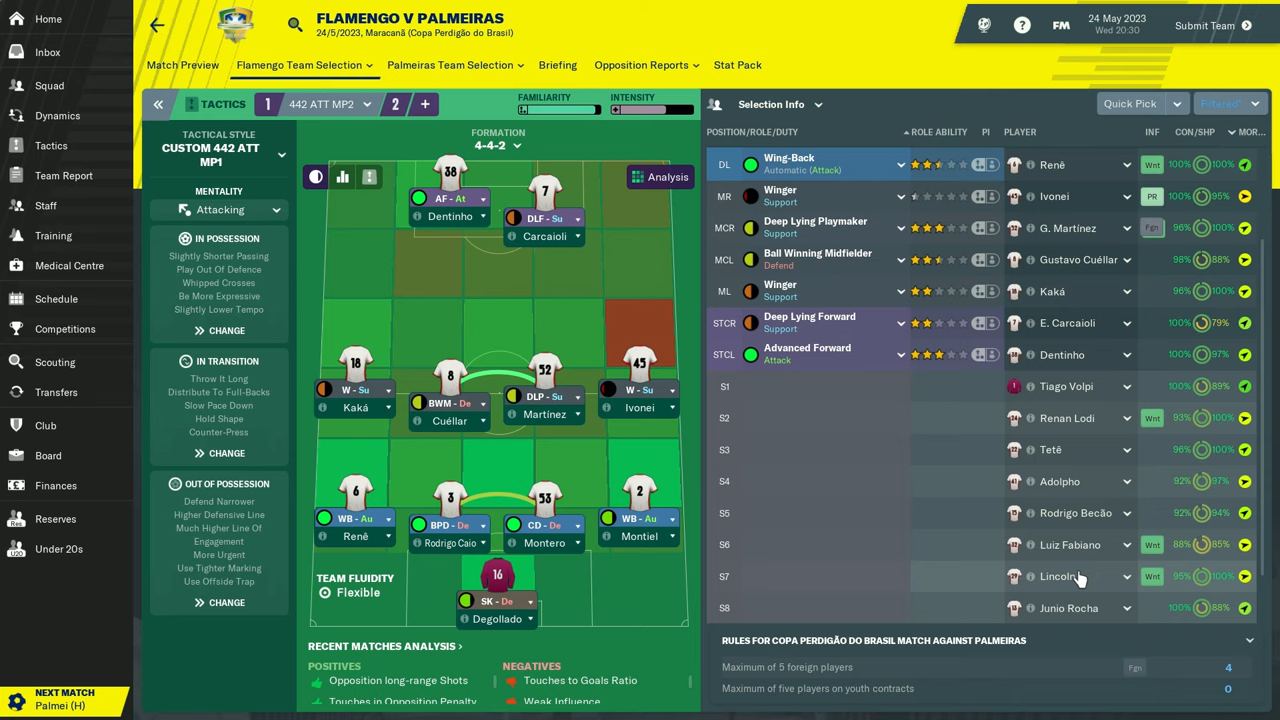 Home
Inbox
Squad
Dynamics
Tactics
Team Report
Staff
Training
Medical Centre
Schedule
Competitions
Scouting
Transfers
Club
Board
Finances
Res
Reserves
U20
Under 20s
NEXT MATCH
Palmei (H)
FLAMENGO V PALMEIRAS
24/5/2023, Maracanã (Copa Perdigão do Brasil)
? FM
24 May 2023
Wed 20:30
Submit Team
Match Preview
Flamengo Team Selection
Palmeiras Team Selection
Briefing
Opposition Reports
Stat Pack
TACTICS
1 442 ATT MP2 2 +
FAMILIARITY
INTENSITY
TACTICAL STYLE
CUSTOM 442 ATT
MP1
MENTALITY
Attacking
IN POSSESSION
Slightly Shorter Passing
Play Out Of Defence
Whipped Crosses
Be More Expressive
Slightly Lower Tempo
CHANGE
IN TRANSITION
Throw It Long
Distribute To Full-Backs
Slow Pace Down
Hold Shape
Counter-Press
CHANGE
OUT OF POSSESSION
Defend Narrower
Higher Defensive Line
Much Higher Line Of
Engagement
More Urgent
Use Tighter Marking
Use Offside Trap
CHANGE
FORMATION
4-4-2
Analysis
38
AF - At
Dentinho
7
DLF - Su
Carcaioli
18
W - Su
Kaká
8
BWM - De
Cuéllar
52
DLP - Su
Martínez
45
W - Su
Ivonei
6
WB - Au
Renê
3
BPD - De
Rodrigo Caio
53
CD - De
Montero
2
WB - Au
Montiel
16
SK - De
Degollado
TEAM FLUIDITY
Flexible
RECENT MATCHES ANALYSIS
POSITIVES
Opposition long-range Shots
Touches in Opposition Penalty
NEGATIVES
Touches to Goals Ratio
Weak Influence
Selection Info
Quick Pick
Filtered*
POSITION/ROLE/DUTY ROLE ABILITY PI PLAYER INF CON/SHP MOR...
DL Wing-Back Automatic (Attack) Renê Wnt 100% 100%
MR Winger Support Ivonei PR 100% 95%
MCR Deep Lying Playmaker Support G. Martínez Fgn 96% 100%
MCL Ball Winning Midfielder Defend Gustavo Cuéllar 98% 88%
ML Winger Support Kaká 96% 100%
STCR Deep Lying Forward Support E. Carcaioli 100% 79%
STCL Advanced Forward Attack Dentinho 100% 97%
S1 Tiago Volpi 100% 89%
S2 Renan Lodi Wnt 93% 100%
S3 Tetê 96% 100%
S4 Adolpho 92% 97%
S5 Rodrigo Becão 92% 94%
S6 Luiz Fabiano Wnt 88% 85%
S7 Lincoln Wnt 95% 100%
S8 Junio Rocha 100% 88%
RULES FOR COPA PERDIGÃO DO BRASIL MATCH AGAINST PALMEIRAS
Maximum of 5 foreign players Fgn 4
Maximum of five players on youth contracts 0